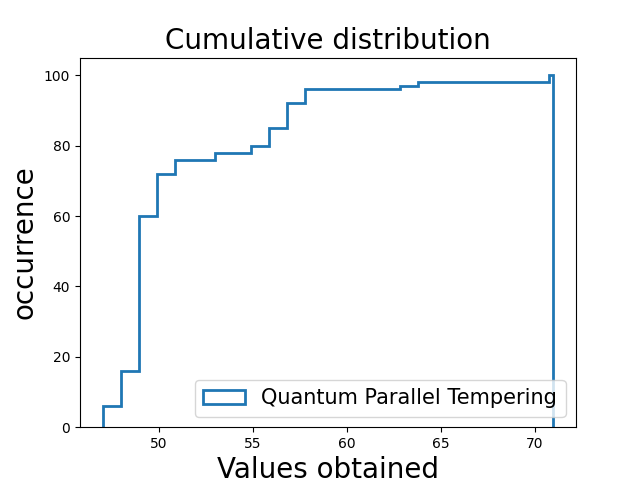 Cumulative distribution
occurrence
100
80
60
40
20
0
50 55 60 65 70
Values obtained
Quantum Parallel Tempering